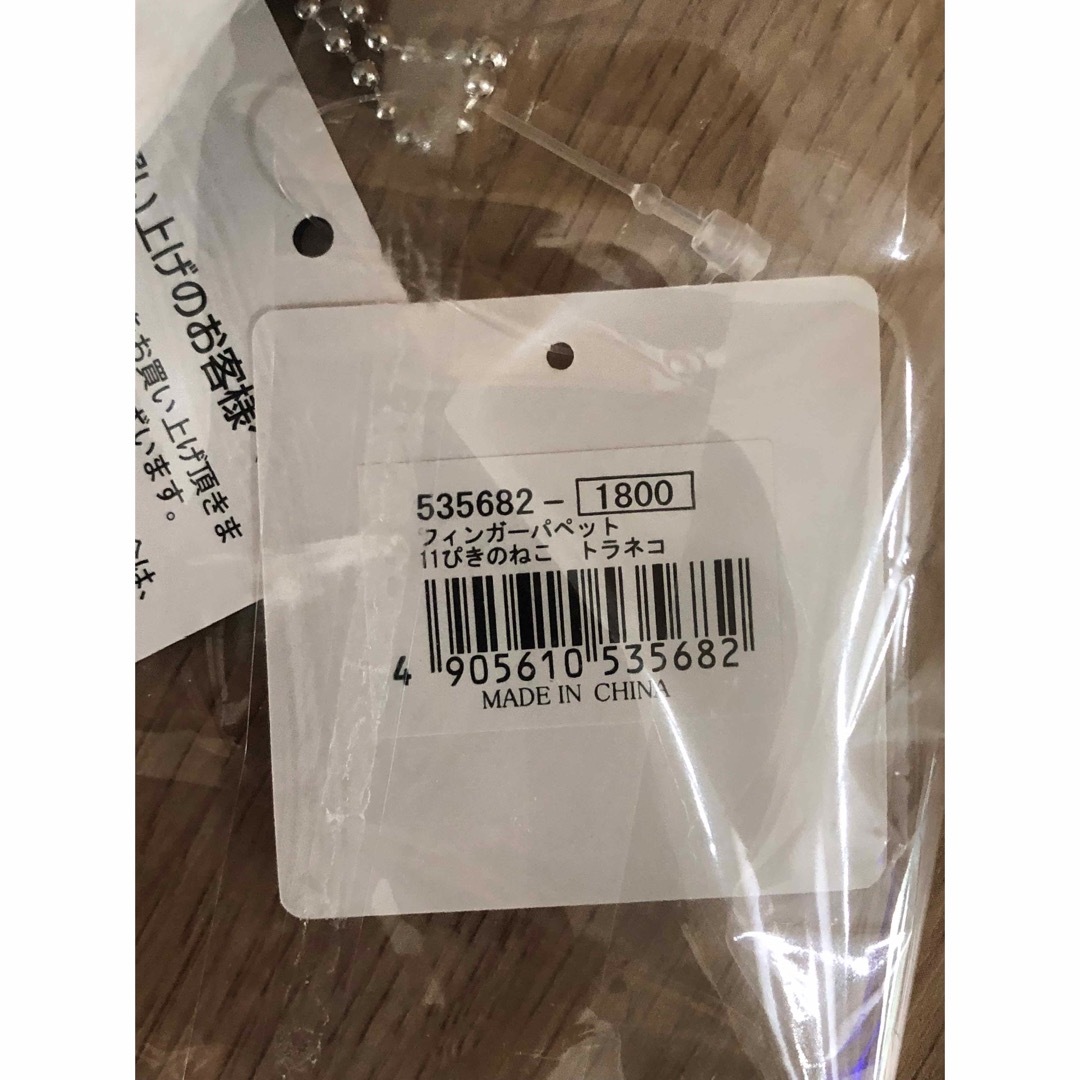 い上げのお客様
お買い上げ頂きま
ざいます。
は、
535682-1800
フィンガーパペット
11ぴきのねこ トラネコ
4 905610 535682
MADE IN CHINA